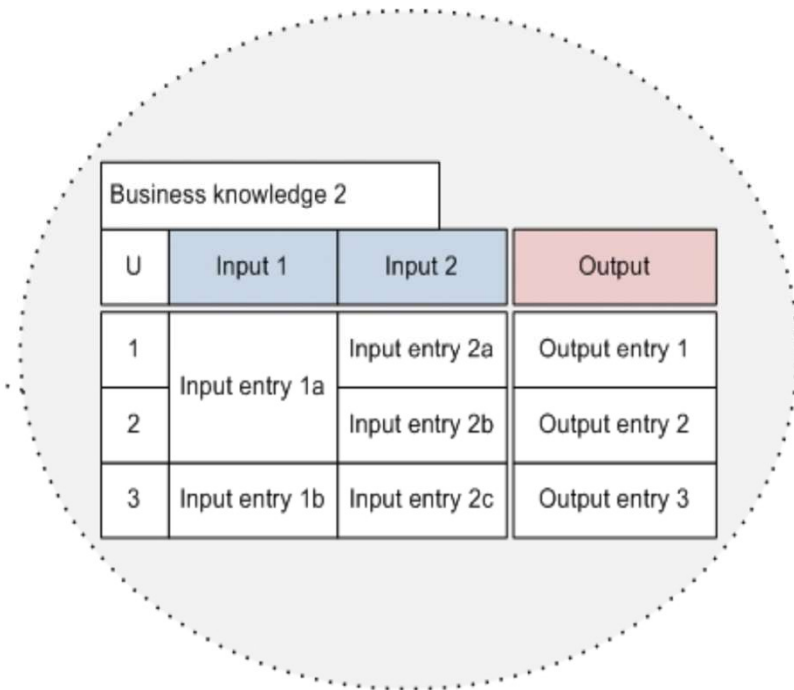 Business knowledge 2
U Input 1 Input 2 Output
1 Input entry 1a Input entry 2a Output entry 1
2 Input entry 2b Output entry 2
3 Input entry 1b Input entry 2c Output entry 3